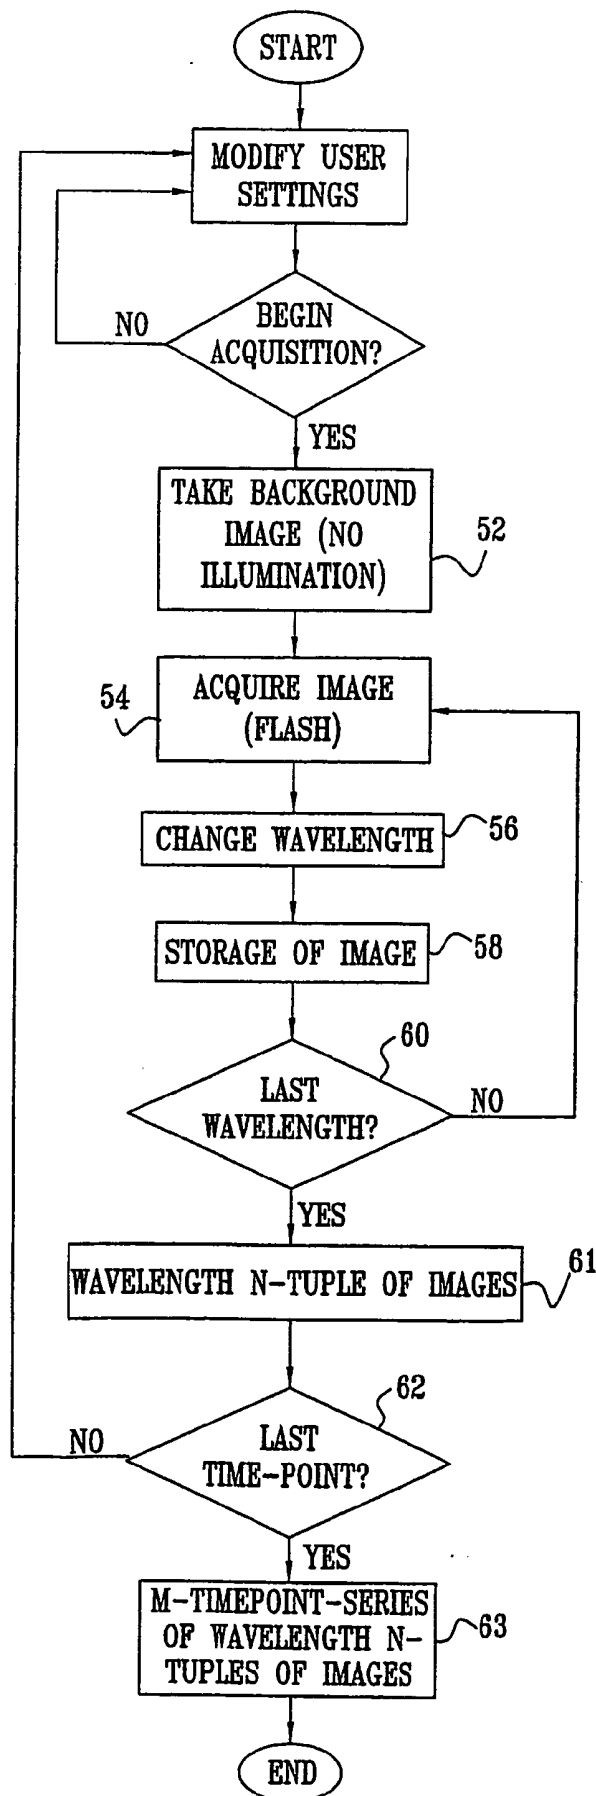 START
MODIFY USER
SETTINGS
BEGIN
ACQUISITION?
NO
YES
TAKE BACKGROUND
IMAGE (NO
ILLUMINATION)
52
ACQUIRE IMAGE
(FLASH)
54
CHANGE WAVELENGTH
56
STORAGE OF IMAGE
58
60
LAST
WAVELENGTH?
NO
YES
WAVELENGTH N-TUPLE OF IMAGES
61
62
LAST
TIME-POINT?
NO
YES
M-TIMEPOINT-SERIES
OF WAVELENGTH N-
TUPLES OF IMAGES
63
END